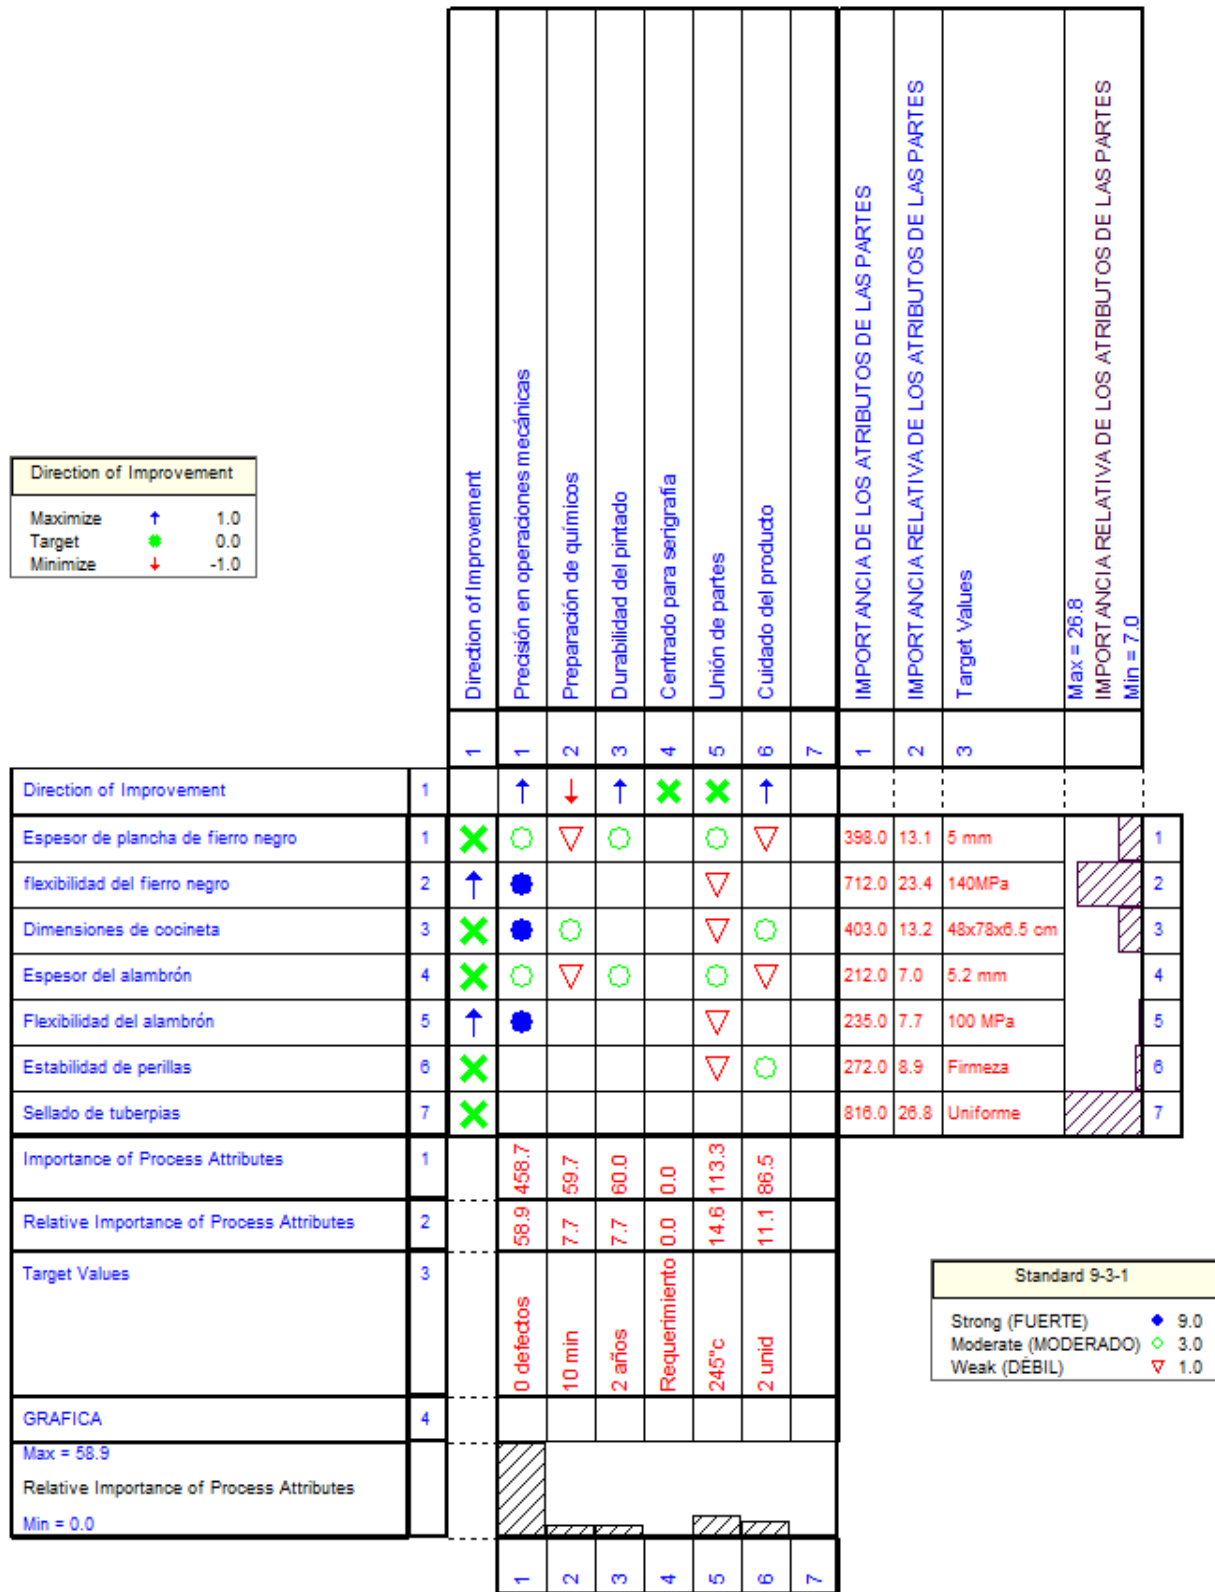 Direction of Improvement
Maximize 1.0
Target 0.0
Minimize -1.0
Direction of Improvement
Precisión en operaciones mecánicas
Preparación de químicos
Durabilidad del pintado
Centrado para serigrafía
Unión de partes
Cuidado del producto
IMPORTANCIA DE LOS ATRIBUTOS DE LAS PARTES
IMPORTANCIA RELATIVA DE LOS ATRIBUTOS DE LAS PARTES
Target Values
Max = 26.8
IMPORTANCIA RELATIVA DE LOS ATRIBUTOS DE LAS PARTES
Min = 7.0
1 1 2 3 4 5 6 7 1 2 3
Direction of Improvement 1
Espesor de plancha de fierro negro 1 398.0 13.1 5 mm 1
flexibilidad del fierro negro 2 712.0 23.4 140MPa 2
Dimensiones de cocineta 3 403.0 13.2 48x78x6.5 cm 3
Espesor del alambrón 4 212.0 7.0 5.2 mm 4
Flexibilidad del alambrón 5 235.0 7.7 100 MPa 5
Estabilidad de perillas 6 272.0 8.9 Firmeza 6
Sellado de tuberpias 7 816.0 26.8 Uniforme 7
Importance of Process Attributes 1 458.7 59.7 60.0 0.0 113.3 86.5
Relative Importance of Process Attributes 2 58.9 7.7 7.7 0.0 14.6 11.1
Target Values 3 0 defectos 10 min 2 años Requerimiento 245°c 2 unid
GRAFICA 4
Max = 58.9
Relative Importance of Process Attributes
Min = 0.0
1 2 3 4 5 6 7
Standard 9-3-1
Strong (FUERTE) 9.0
Moderate (MODERADO) 3.0
Weak (DÉBIL) 1.0